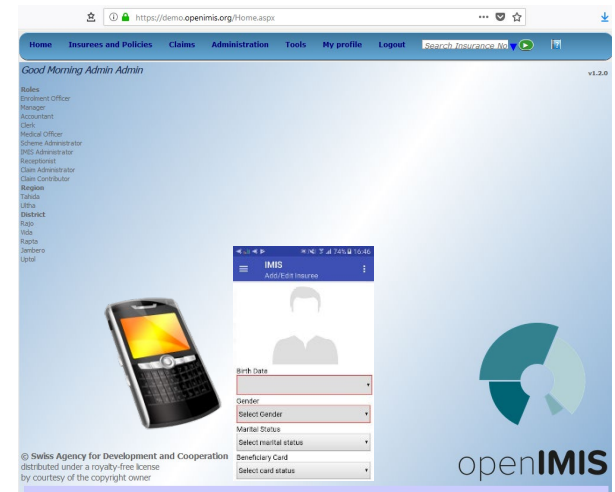 https://demo.openimis.org/Home.aspx
Home Insurees and Policies Claims Administration Tools My profile Logout Search Insurance No
Good Morning Admin Admin
v1.2.0
Roles
Enrolment Officer
Manager
Accountant
Clerk
Medical Officer
Scheme Administrator
IMIS Administrator
Receptionist
Claim Administrator
Claim Contributor
Region
Tahida
Ultha
District
Rajo
Vida
Rapta
Jambero
Uptol
74% 16:46
IMIS
Add/Edit Insuree
Birth Date
Gender
Select Gender
Marital Status
Select marital status
Beneficiary Card
Select card status
© Swiss Agency for Development and Cooperation
distributed under a royalty-free license
by courtesy of the copyright owner
openIMIS